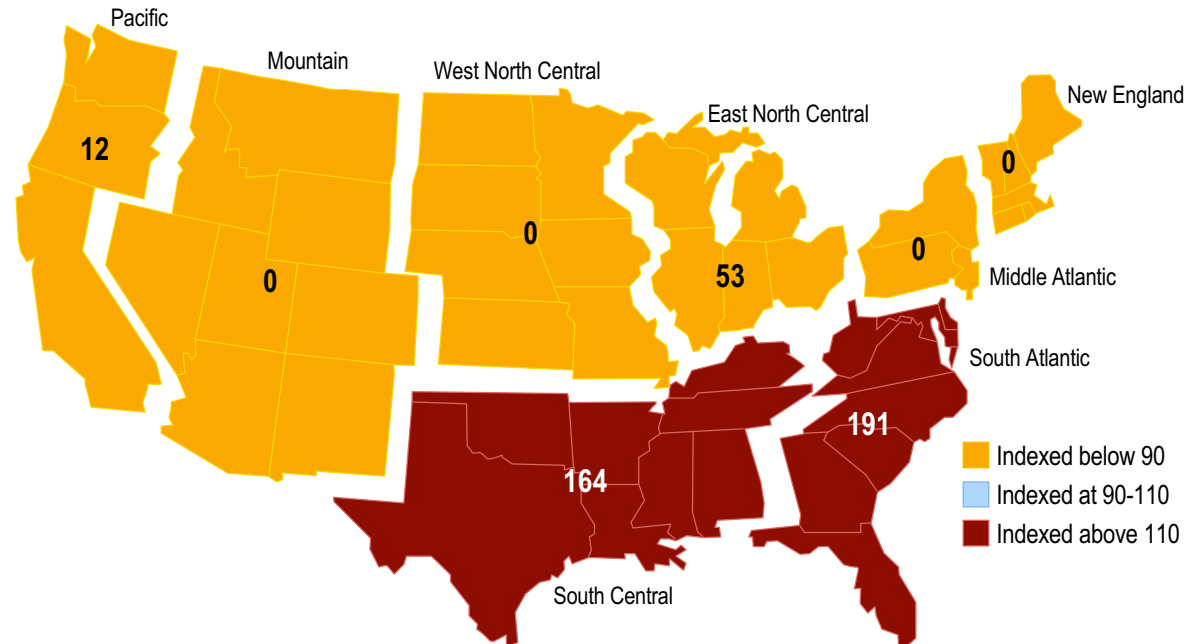 Pacific
Mountain
West North Central
East North Central
New England
12
0
0
0
53
0
Middle Atlantic
South Atlantic
191
164
South Central
Indexed below 90
Indexed at 90-110
Indexed above 110